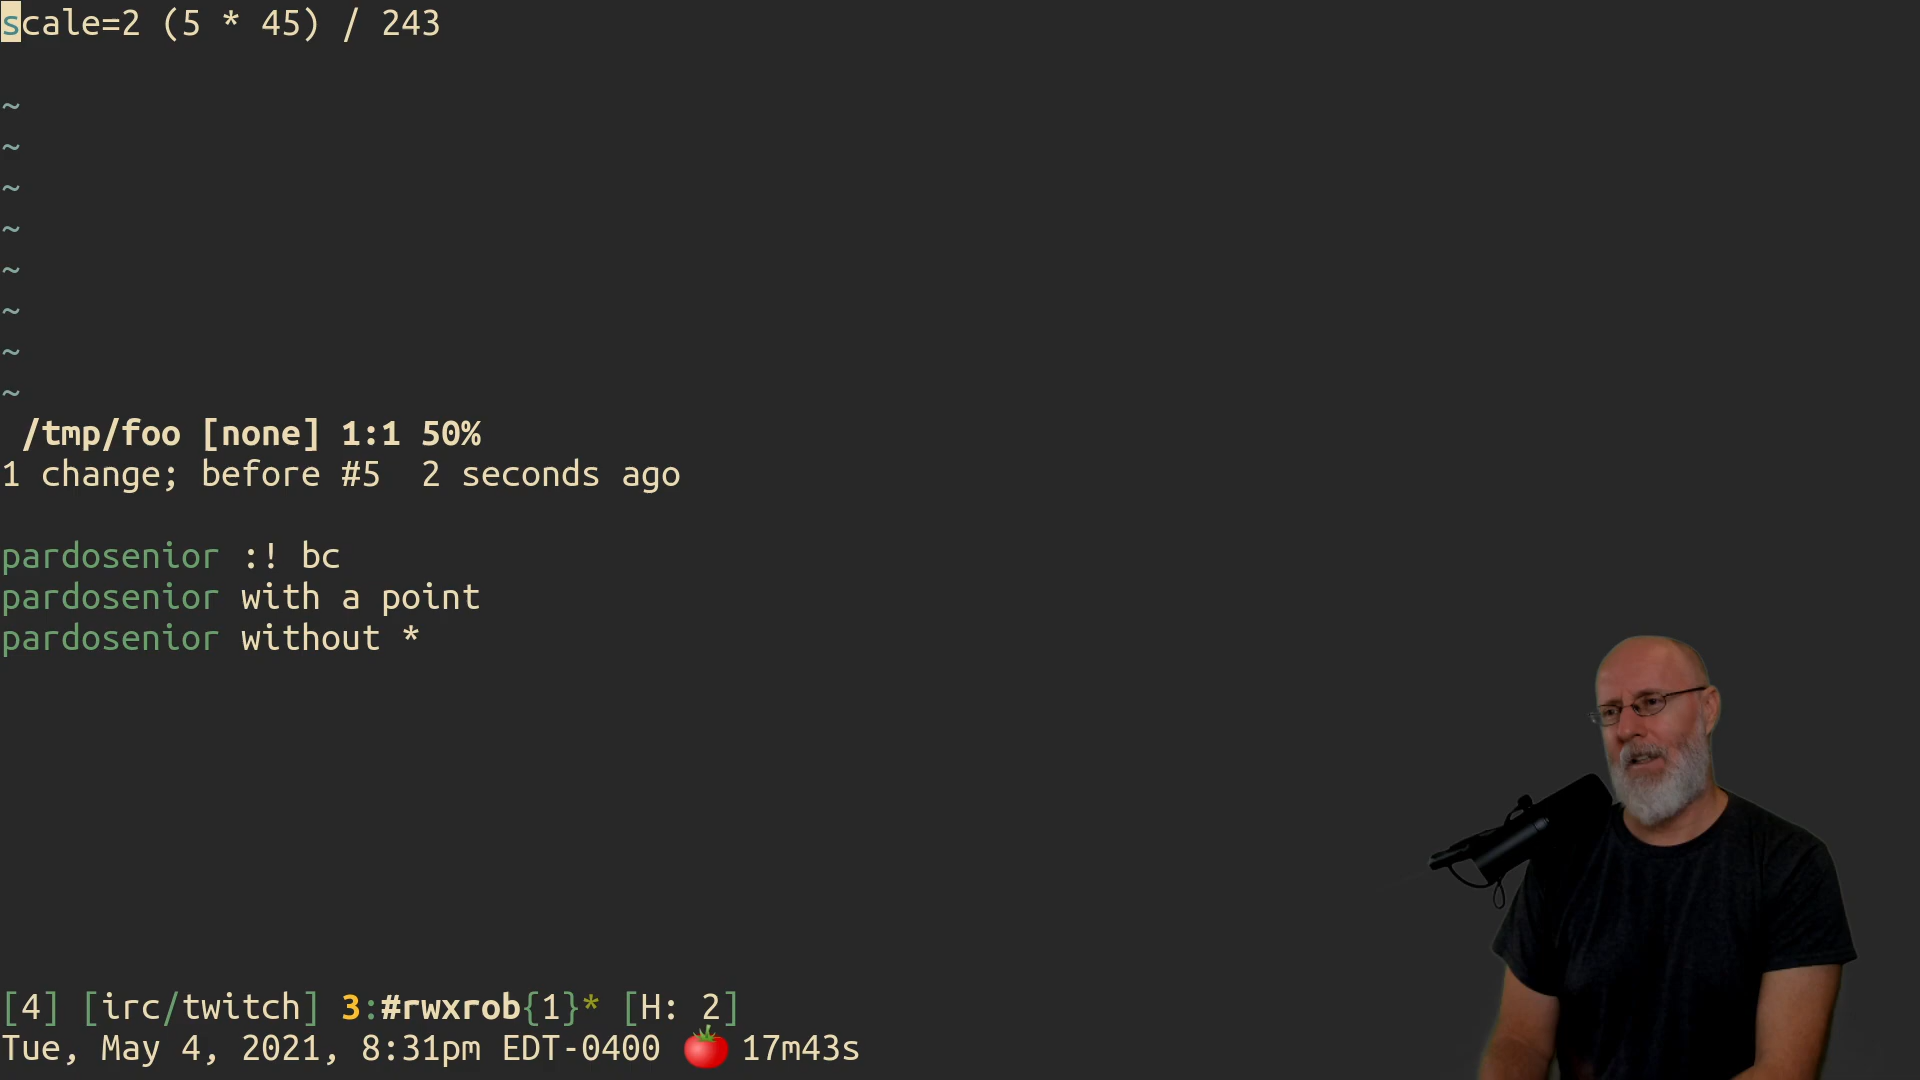 scale=2 (5 * 45) / 243
~
~
~
~
~
~
~
~
/tmp/foo [none] 1:1 50%
1 change; before #5  2 seconds ago
pardosenior :! bc
pardosenior with a point
pardosenior without *
[4] [irc/twitch] 3:#rwxrob{1}* [H: 2]
Tue, May 4, 2021, 8:31pm EDT-0400 🍅 17m43s